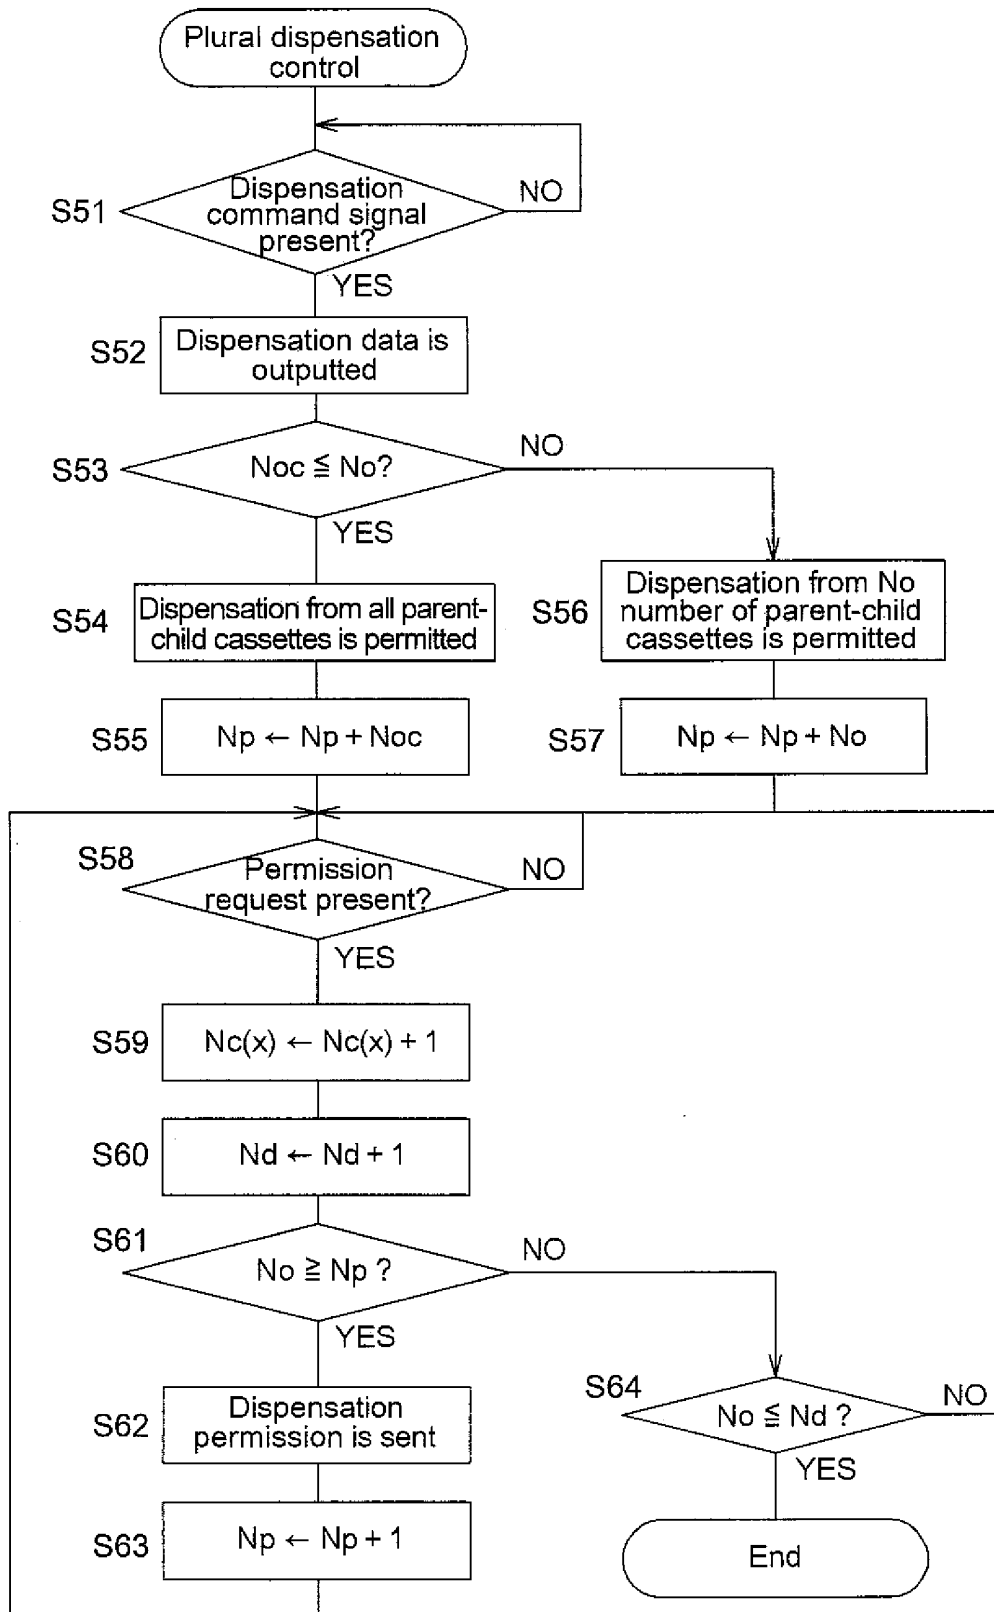 Plural dispensation
control
S51
Dispensation
command signal
present?
NO
YES
S52
Dispensation data is
outputted
S53
Noc ≦ No?
NO
YES
S54
Dispensation from all parent-
child cassettes is permitted
S56
Dispensation from No
number of parent-child
cassettes is permitted
S55
Np ← Np + Noc
S57
Np ← Np + No
S58
Permission
request present?
NO
YES
S59
Nc(x) ← Nc(x) + 1
S60
Nd ← Nd + 1
S61
No ≧ Np ?
NO
YES
S62
Dispensation
permission is sent
S64
No ≦ Nd ?
NO
YES
S63
Np ← Np + 1
End